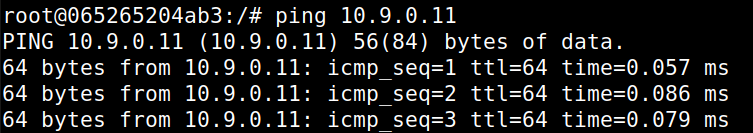 root@065265204ab3:/# ping 10.9.0.11
PING 10.9.0.11 (10.9.0.11) 56(84) bytes of data.
64 bytes from 10.9.0.11: icmp_seq=1 ttl=64 time=0.057 ms
64 bytes from 10.9.0.11: icmp_seq=2 ttl=64 time=0.086 ms
64 bytes from 10.9.0.11: icmp_seq=3 ttl=64 time=0.079 ms